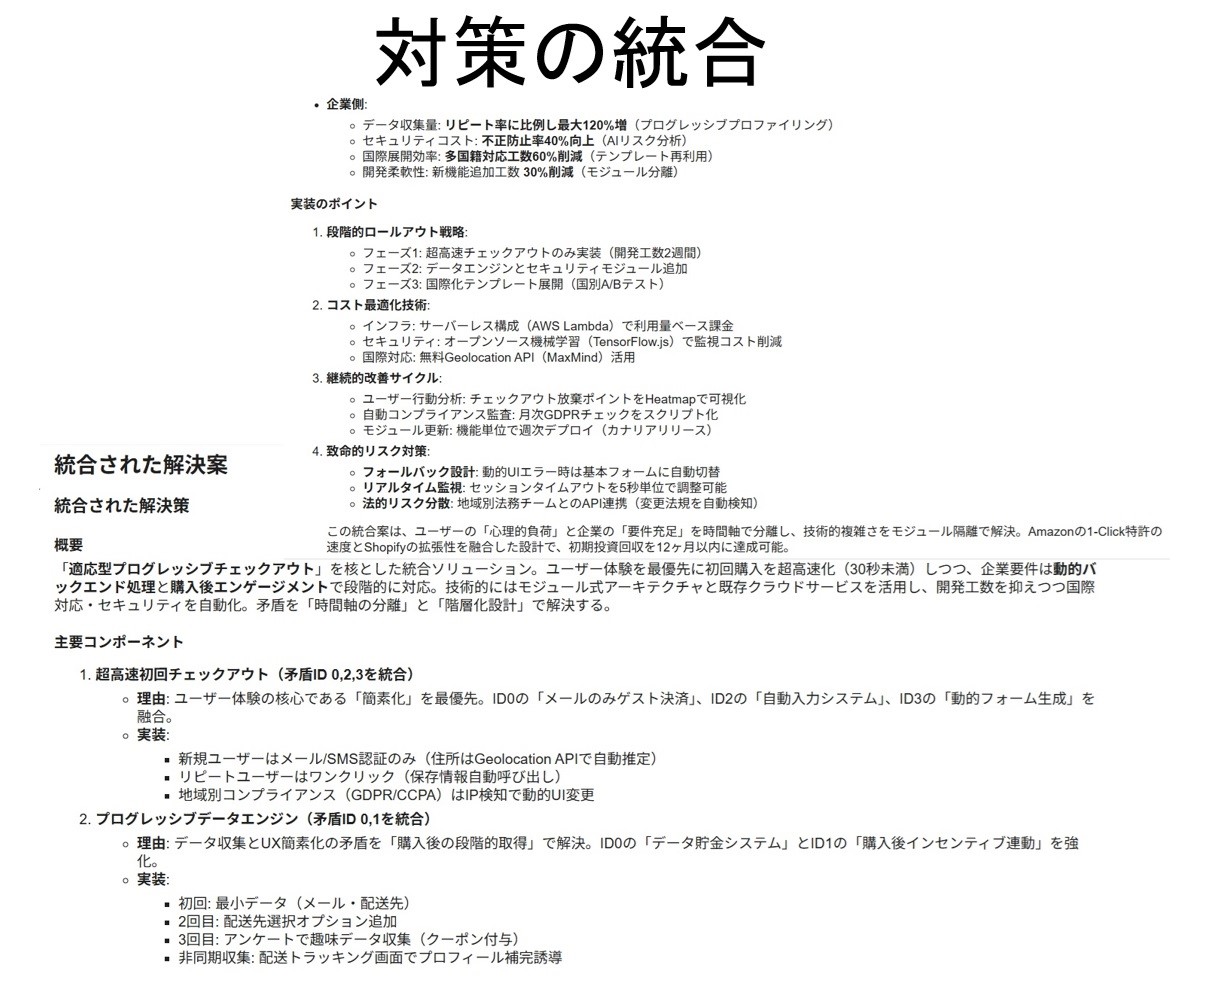 対策の統合
• 企業側:
◦ データ収集量: リピート率に比例し最大120%増（プログレッシブプロファイリング）
◦ セキュリティコスト: 不正防止率40%向上（AIリスク分析）
◦ 国際展開効率: 多国籍対応工数60%削減（テンプレート再利用）
◦ 開発柔軟性: 新機能追加工数 30%削減（モジュール分離）
実装のポイント
1. 段階的ロールアウト戦略:
◦ フェーズ1: 超高速チェックアウトのみ実装（開発工数2週間）
◦ フェーズ2: データエンジンとセキュリティモジュール追加
◦ フェーズ3: 国際化テンプレート展開（国別A/Bテスト）
2. コスト最適化技術:
◦ インフラ: サーバーレス構成（AWS Lambda）で利用量ベース課金
◦ セキュリティ: オープンソース機械学習（TensorFlow.js）で監視コスト削減
◦ 国際対応: 無料Geolocation API（MaxMind）活用
3. 継続的改善サイクル:
◦ ユーザー行動分析: チェックアウト放棄ポイントをHeatmapで可視化
◦ 自動コンプライアンス監査: 月次GDPRチェックをスクリプト化
◦ モジュール更新: 機能単位で週次デプロイ（カナリアリリース）
4. 致命的リスク対策:
◦ フォールバック設計: 動的UIエラー時は基本フォームに自動切替
◦ リアルタイム監視: セッションタイムアウトを5秒単位で調整可能
◦ 法的リスク分散: 地域別法務チームとのAPI連携（変更法規を自動検知）
この統合案は、ユーザーの「心理的負荷」と企業の「要件充足」を時間軸で分離し、技術的複雑さをモジュール隔離で解決。Amazonの1-Click特許の
速度とShopifyの拡張性を融合した設計で、初期投資回収を12ヶ月以内に達成可能。
統合された解決案
統合された解決策
概要
「適応型プログレッシブチェックアウト」を核とした統合ソリューション。ユーザー体験を最優先に初回購入を超高速化（30秒未満）しつつ、企業要件は動的バ
ックエンド処理と購入後エンゲージメントで段階的に対応。技術的にはモジュール式アーキテクチャと既存クラウドサービスを活用し、開発工数を抑えつつ国際
対応・セキュリティを自動化。矛盾を「時間軸の分離」と「階層化設計」で解決する。
主要コンポーネント
1. 超高速初回チェックアウト（矛盾ID 0,2,3を統合）
◦ 理由: ユーザー体験の核心である「簡素化」を最優先。ID0の「メールのみゲスト決済」、ID2の「自動入力システム」、ID3の「動的フォーム生成」を
融合。
◦ 実装:
▪ 新規ユーザーはメール/SMS認証のみ（住所はGeolocation APIで自動推定）
▪ リピートユーザーはワンクリック（保存情報自動呼び出し）
▪ 地域別コンプライアンス（GDPR/CCPA）はIP検知で動的UI変更
2. プログレッシブデータエンジン（矛盾ID 0,1を統合）
◦ 理由: データ収集とUX簡素化の矛盾を「購入後の段階的取得」で解決。ID0の「データ貯金システム」とID1の「購入後インセンティブ連動」を強
化。
◦ 実装:
▪ 初回: 最小データ（メール・配送先）
▪ 2回目: 配送先選択オプション追加
▪ 3回目: アンケートで趣味データ収集（クーポン付与）
▪ 非同期収集: 配送トラッキング画面でプロフィール補完誘導